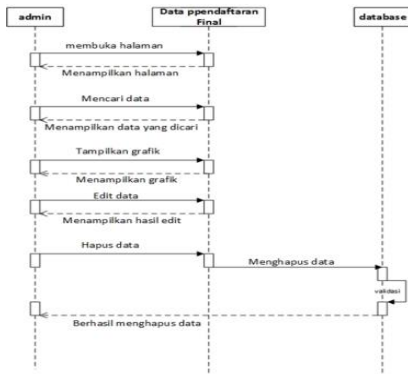 admin
Data ppendaftaran
Final
database
membuka halaman
Menampilkan halaman
Mencari data
Menampilkan data yang dicari
Tampilkan grafik
Menampilkan grafik
Edit data
Menampilkan hasil edit
Hapus data
Menghapus data
validasi
Berhasil menghapus data